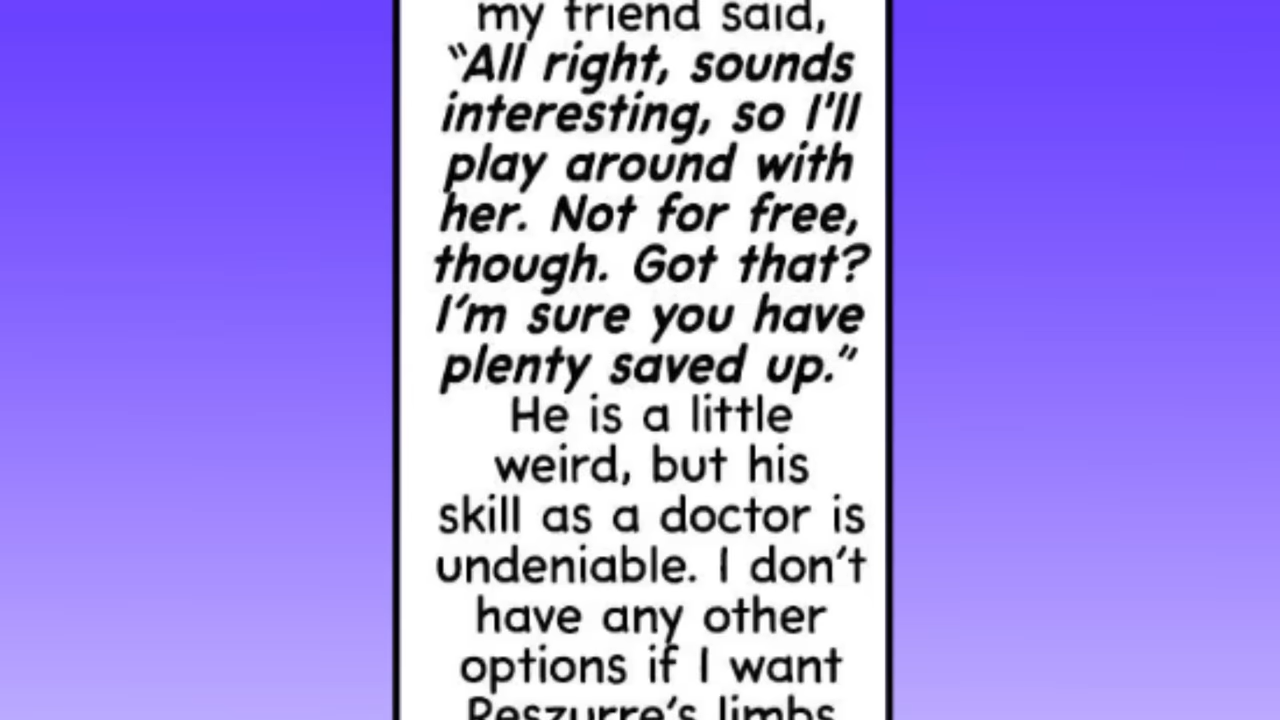 my friend said,
“All right, sounds
interesting, so I’ll
play around with
her. Not for free,
though. Got that?
I’m sure you have
plenty saved up.”
He is a little
weird, but his
skill as a doctor is
undeniable. I don’t
have any other
options if I want
Reszurre’s limbs